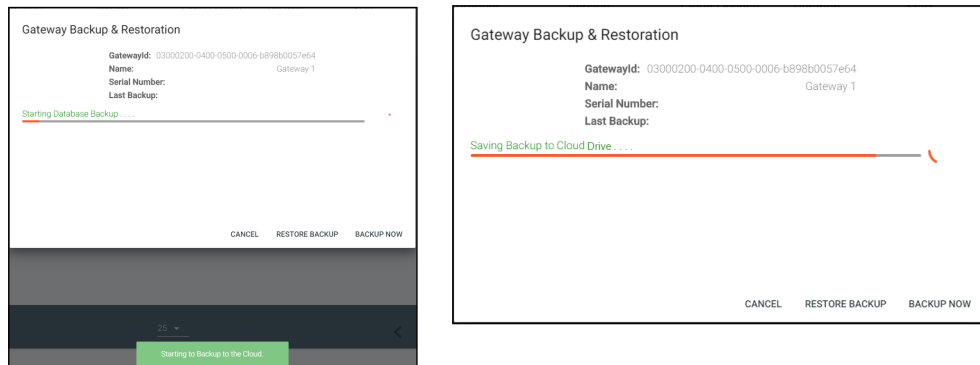 Gateway Backup & Restoration
GatewayId: 03000200-0400-0500-0006-b898b0057e64
Name: Gateway 1
Serial Number:
Last Backup:
Starting Database Backup . . . .
CANCEL RESTORE BACKUP BACKUP NOW
25
Starting to Backup to the Cloud.
Gateway Backup & Restoration
GatewayId: 03000200-0400-0500-0006-b898b0057e64
Name: Gateway 1
Serial Number:
Last Backup:
Saving Backup to Cloud Drive . . . .
CANCEL RESTORE BACKUP BACKUP NOW